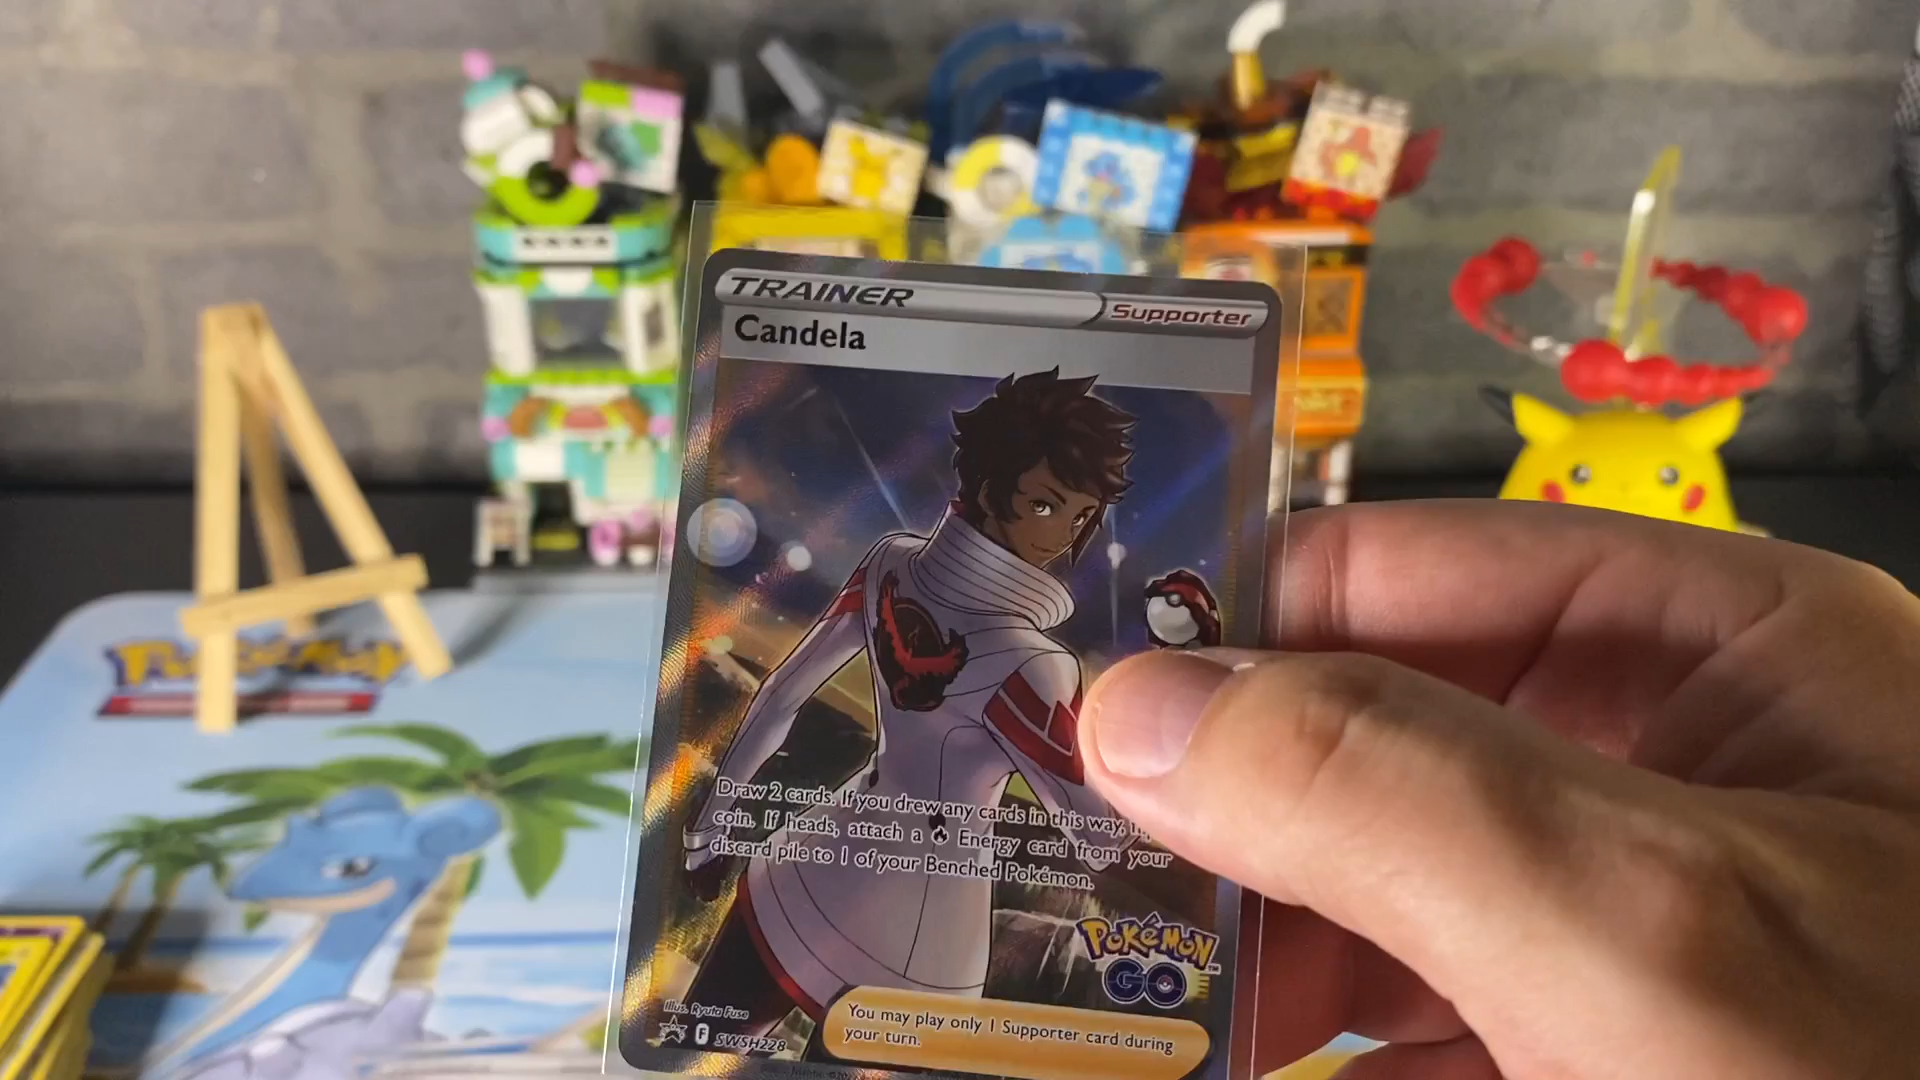 TRAINER
Supporter
Candela
Draw 2 cards. If you drew any cards in this way,
coin. If heads, attach a Energy card from your
discard pile to 1 of your Benched Pokémon.
POKéMON
GO
Illus. Ryuta Fuse
F SWSH228
You may play only 1 Supporter card during
your turn.
Pokémon